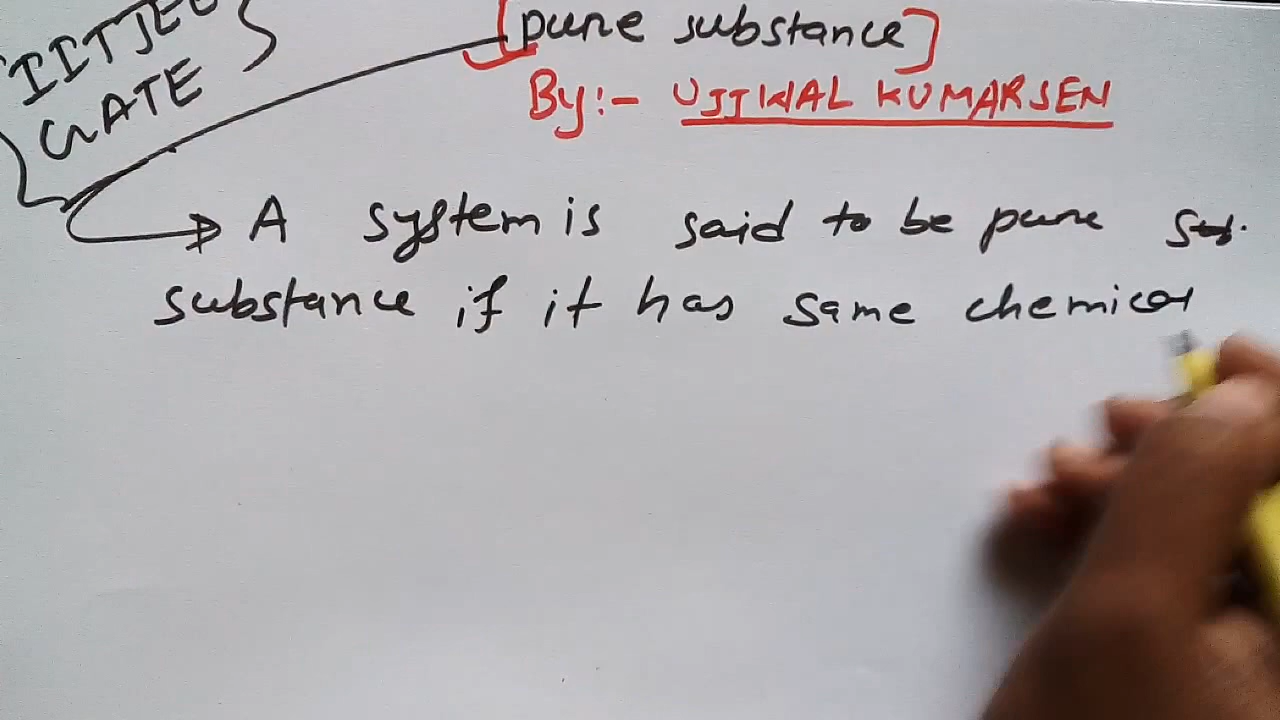 IITJEE
GATE
[pure substance]
By:- UJJWAL KUMARSEN
A system is said to be pure
substance if it has same chemical